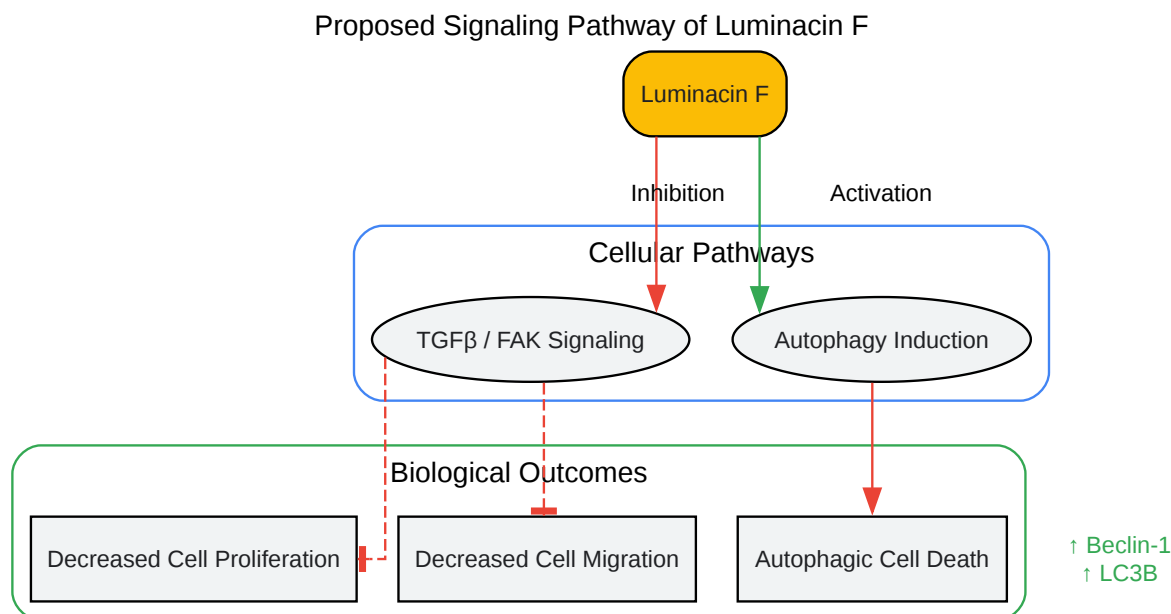 Proposed Signaling Pathway of Luminacin F
Luminacin F
Inhibition
Activation
Cellular Pathways
TGFβ / FAK Signaling
Autophagy Induction
Biological Outcomes
Decreased Cell Proliferation
Decreased Cell Migration
Autophagic Cell Death
↑ Beclin-1
↑ LC3B